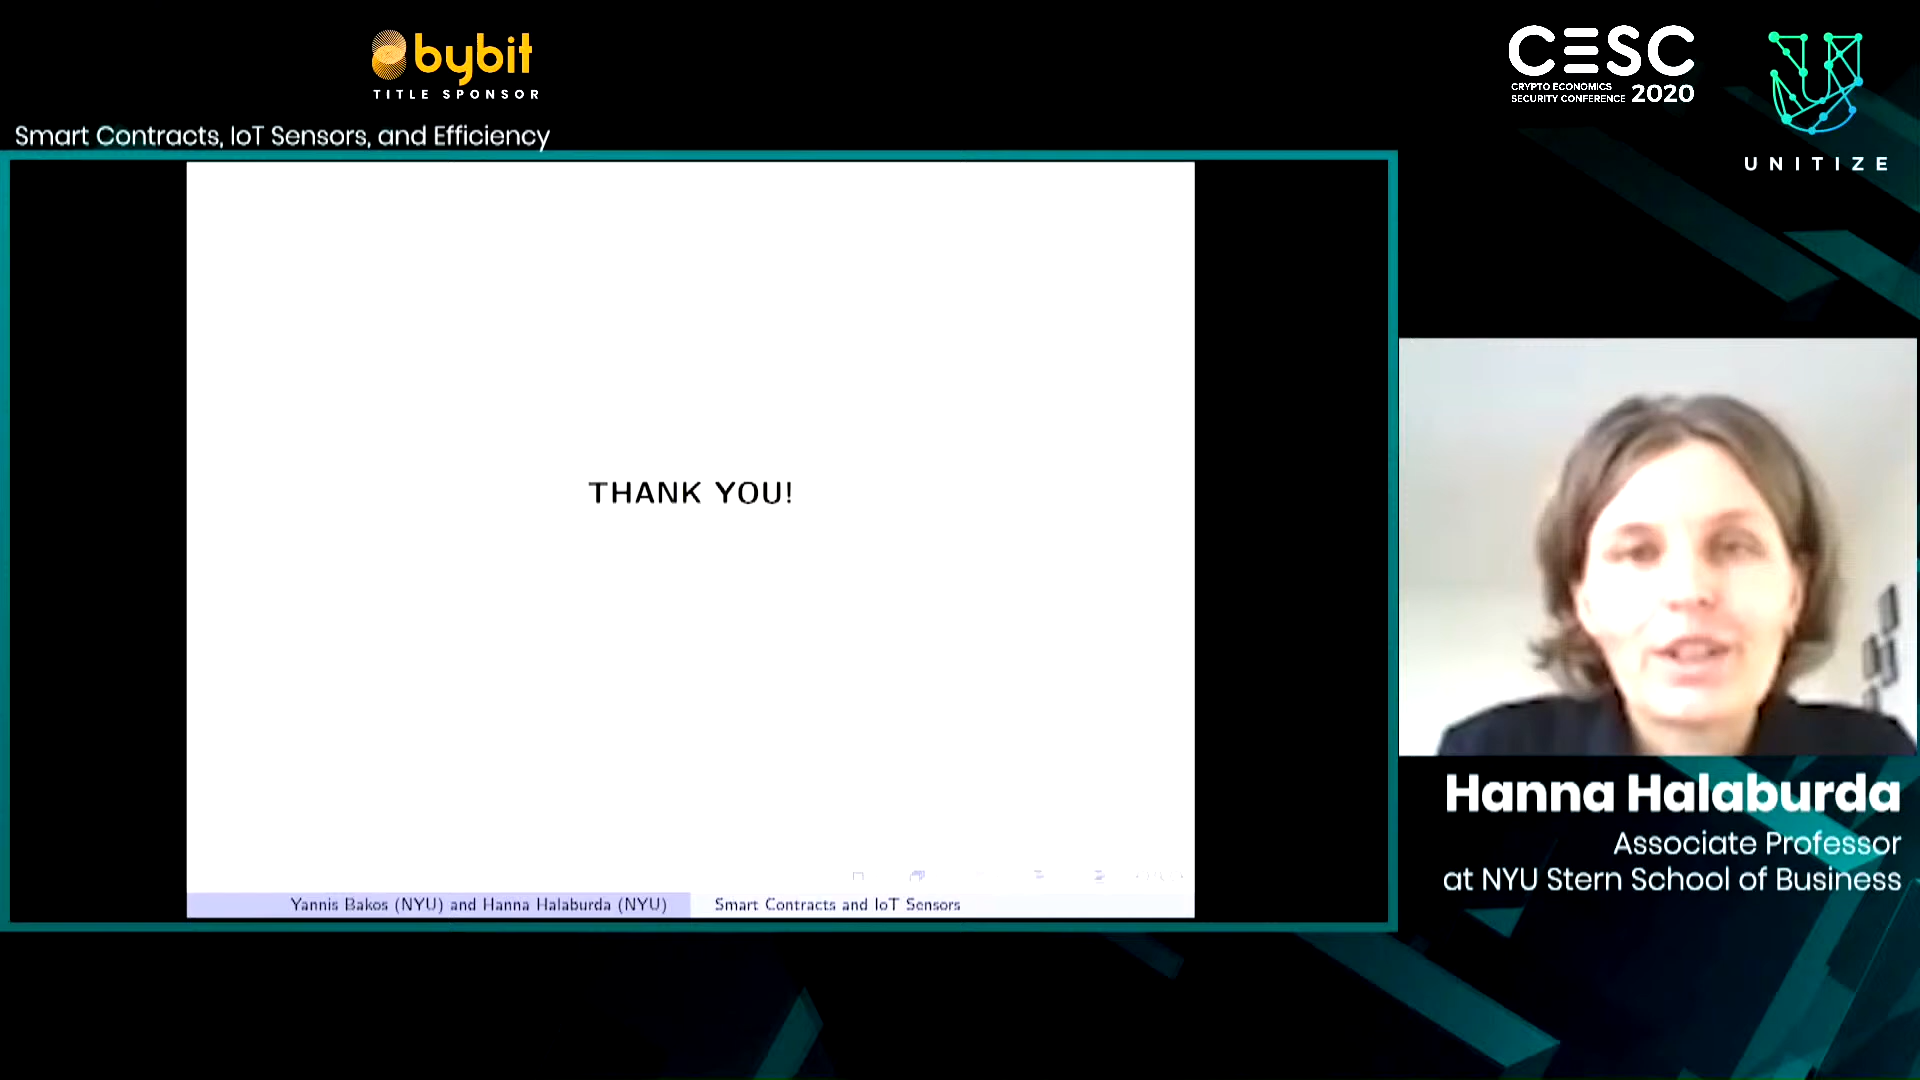 bybit
TITLE SPONSOR
CESC
CRYPTO ECONOMICS
SECURITY CONFERENCE 2020
UNITIZE
Smart Contracts, IoT Sensors, and Efficiency
THANK YOU!
Yannis Bakos (NYU) and Hanna Halaburda (NYU)
Smart Contracts and IoT Sensors
Hanna Halaburda
Associate Professor
at NYU Stern School of Business